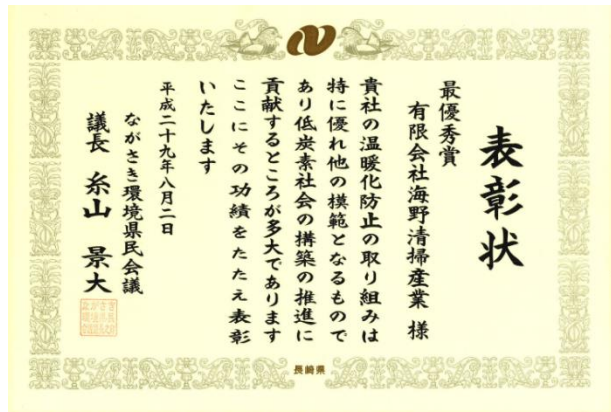 表彰状
最優秀賞
有限会社海野清掃産業 様
貴社の温暖化防止の取り組みは
特に優れ他の模範となるもので
あり低炭素社会の構築の推進に
貢献するところが多大であります
ここにその功績をたたえ表彰
いたします
平成二十九年八月二日
ながさき環境県民会議
議長 糸山 景大
長崎県